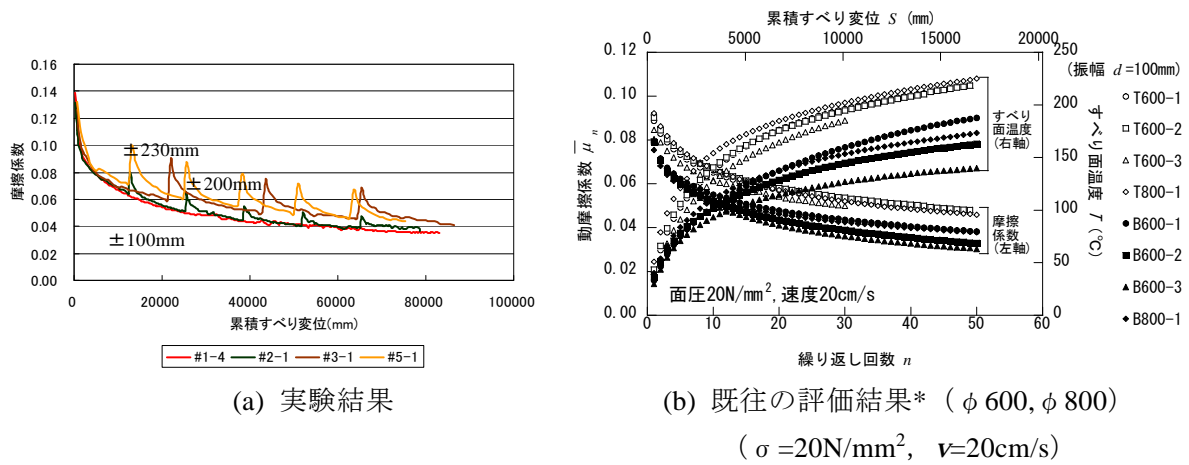 0.16
0.14
0.12
0.10
0.08
0.06
0.04
0.02
0.00
摩擦係数
±230mm
±200mm
±100mm
0 20000 40000 60000 80000 100000
累積すべり変位(mm)
#1-4 #2-1 #3-1 #5-1
(a) 実験結果
累積すべり変位 S (mm)
0 5000 10000 15000 20000
0.12
0.10
0.08
0.06
0.04
0.02
0.00
動摩擦係数 μ̅n
すべり
面温度
(右軸)
摩擦
係数
(左軸)
面圧20N/mm², 速度20cm/s
0 10 20 30 40 50 60
繰り返し回数 n
250
200
150
100
50
0
すべり面温度 T (℃)
(振幅 d=100mm)
T600-1
T600-2
T600-3
T800-1
B600-1
B600-2
B600-3
B800-1
(b) 既往の評価結果*（φ600, φ800）
（σ=20N/mm², v=20cm/s）